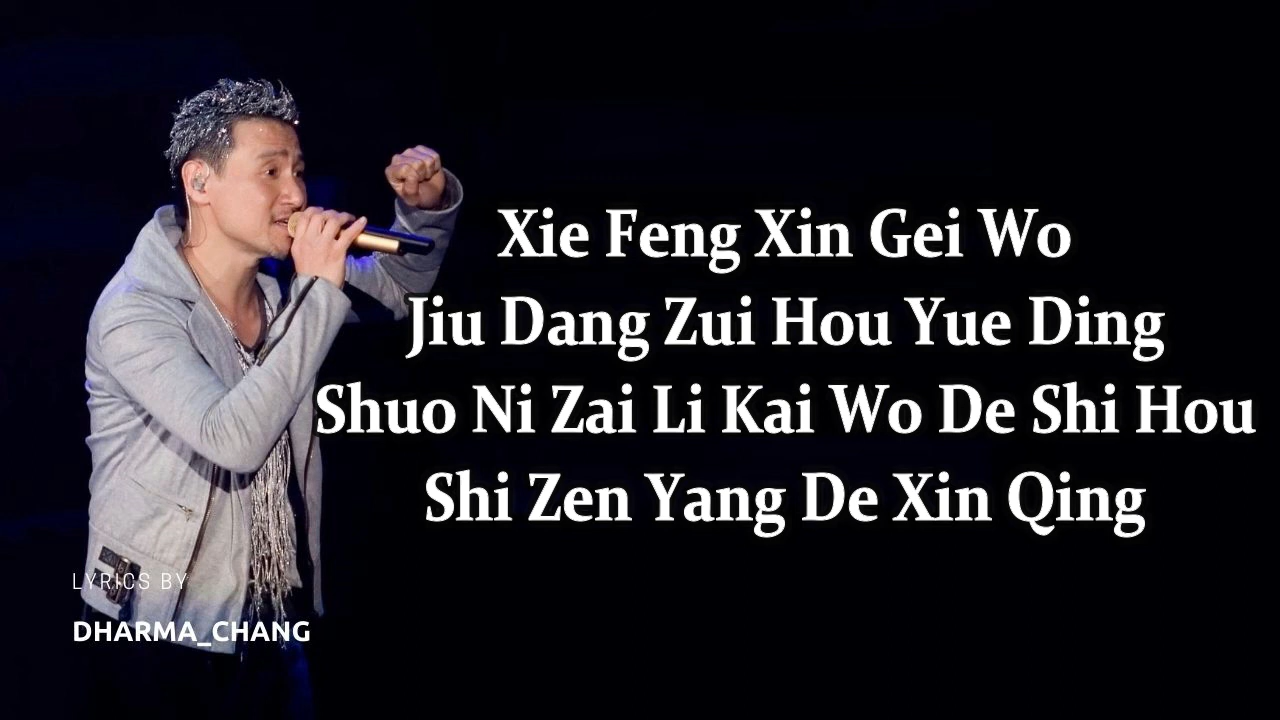 Xie Feng Xin Gei Wo
Jiu Dang Zui Hou Yue Ding
Shuo Ni Zai Li Kai Wo De Shi Hou
Shi Zen Yang De Xin Qing
LYRICS BY
DHARMA_CHANG